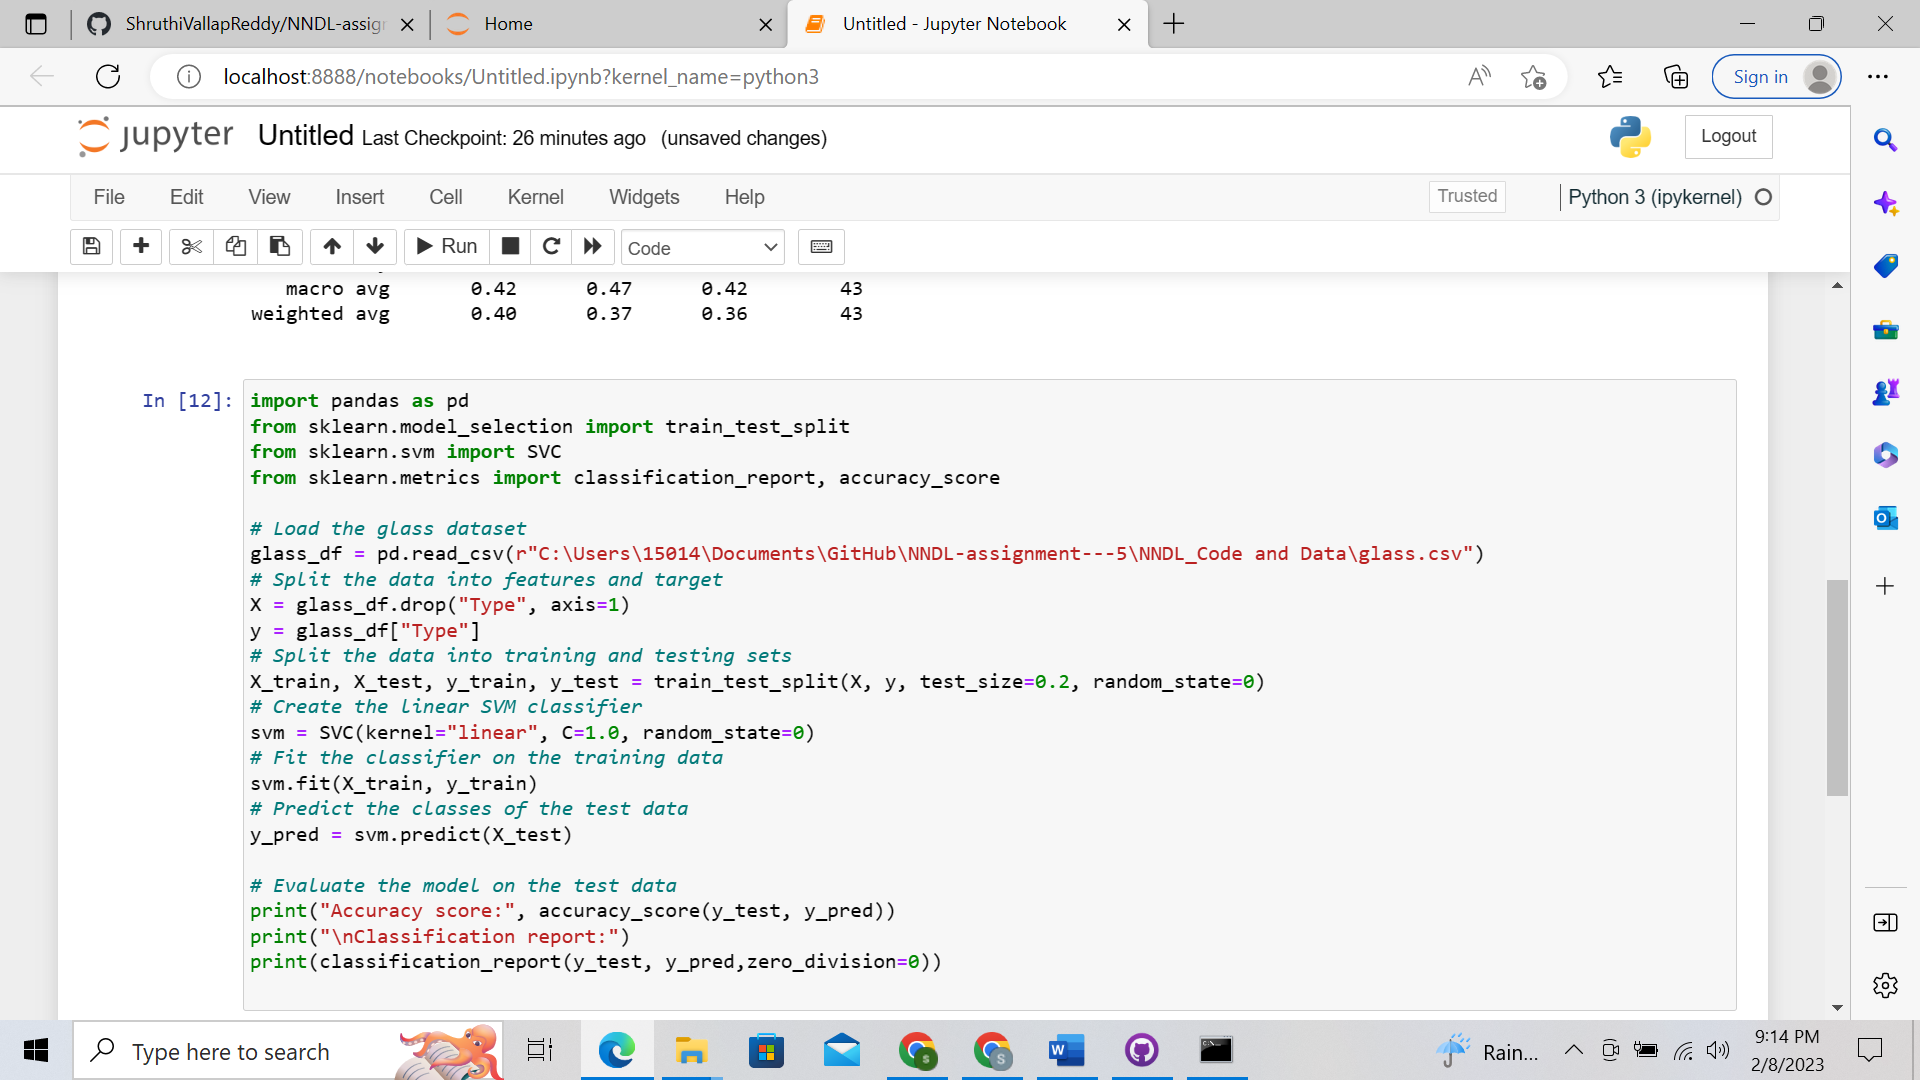 ShruthiVallapReddy/NNDL-assig
Home
Untitled - Jupyter Notebook
localhost:8888/notebooks/Untitled.ipynb?kernel_name=python3
Sign in
jupyter Untitled Last Checkpoint: 26 minutes ago (unsaved changes)
Logout
File Edit View Insert Cell Kernel Widgets Help
Trusted
Python 3 (ipykernel)
Run
Code
macro avg 0.42 0.47 0.42 43
weighted avg 0.40 0.37 0.36 43
In [12]:
import pandas as pd
from sklearn.model_selection import train_test_split
from sklearn.svm import SVC
from sklearn.metrics import classification_report, accuracy_score
# Load the glass dataset
glass_df = pd.read_csv(r"C:\Users\15014\Documents\GitHub\NNDL-assignment---5\NNDL_Code and Data\glass.csv")
# Split the data into features and target
X = glass_df.drop("Type", axis=1)
y = glass_df["Type"]
# Split the data into training and testing sets
X_train, X_test, y_train, y_test = train_test_split(X, y, test_size=0.2, random_state=0)
# Create the linear SVM classifier
svm = SVC(kernel="linear", C=1.0, random_state=0)
# Fit the classifier on the training data
svm.fit(X_train, y_train)
# Predict the classes of the test data
y_pred = svm.predict(X_test)
# Evaluate the model on the test data
print("Accuracy score:", accuracy_score(y_test, y_pred))
print("\nClassification report:")
print(classification_report(y_test, y_pred,zero_division=0))
Type here to search
Rain...
9:14 PM
2/8/2023